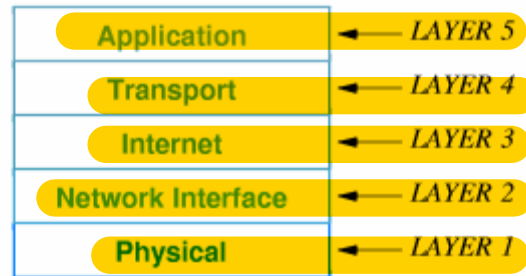 Application LAYER 5
Transport LAYER 4
Internet LAYER 3
Network Interface LAYER 2
Physical LAYER 1